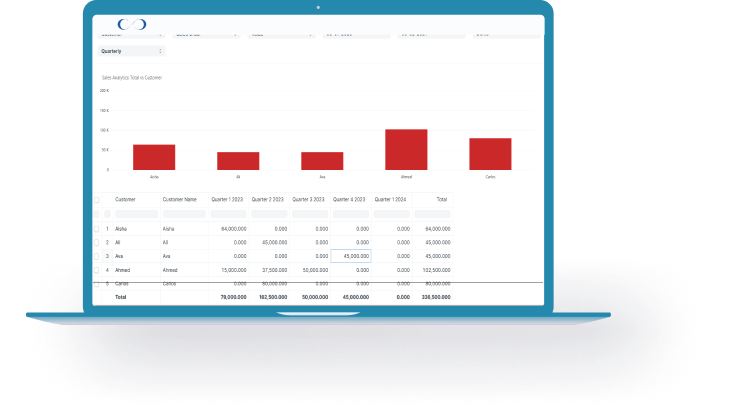 Quarterly
Sales Analytics: Total vs Customer
200 K
150 K
100 K
50 K
0
Aisha Ali Ava Ahmed Carlos
Customer Customer Name Quarter 1 2023 Quarter 2 2023 Quarter 3 2023 Quarter 4 2023 Quarter 1 2024 Total
1 Aisha Aisha 64,000.000 0.000 0.000 0.000 0.000 64,000.000
2 Ali Ali 0.000 45,000.000 0.000 0.000 0.000 45,000.000
3 Ava Ava 0.000 0.000 0.000 45,000.000 0.000 45,000.000
4 Ahmed Ahmed 15,000.000 37,500.000 50,000.000 0.000 0.000 102,500.000
5 Carlos Carlos 0.000 80,000.000 0.000 0.000 0.000 80,000.000
Total 79,000.000 162,500.000 50,000.000 45,000.000 0.000 336,500.000